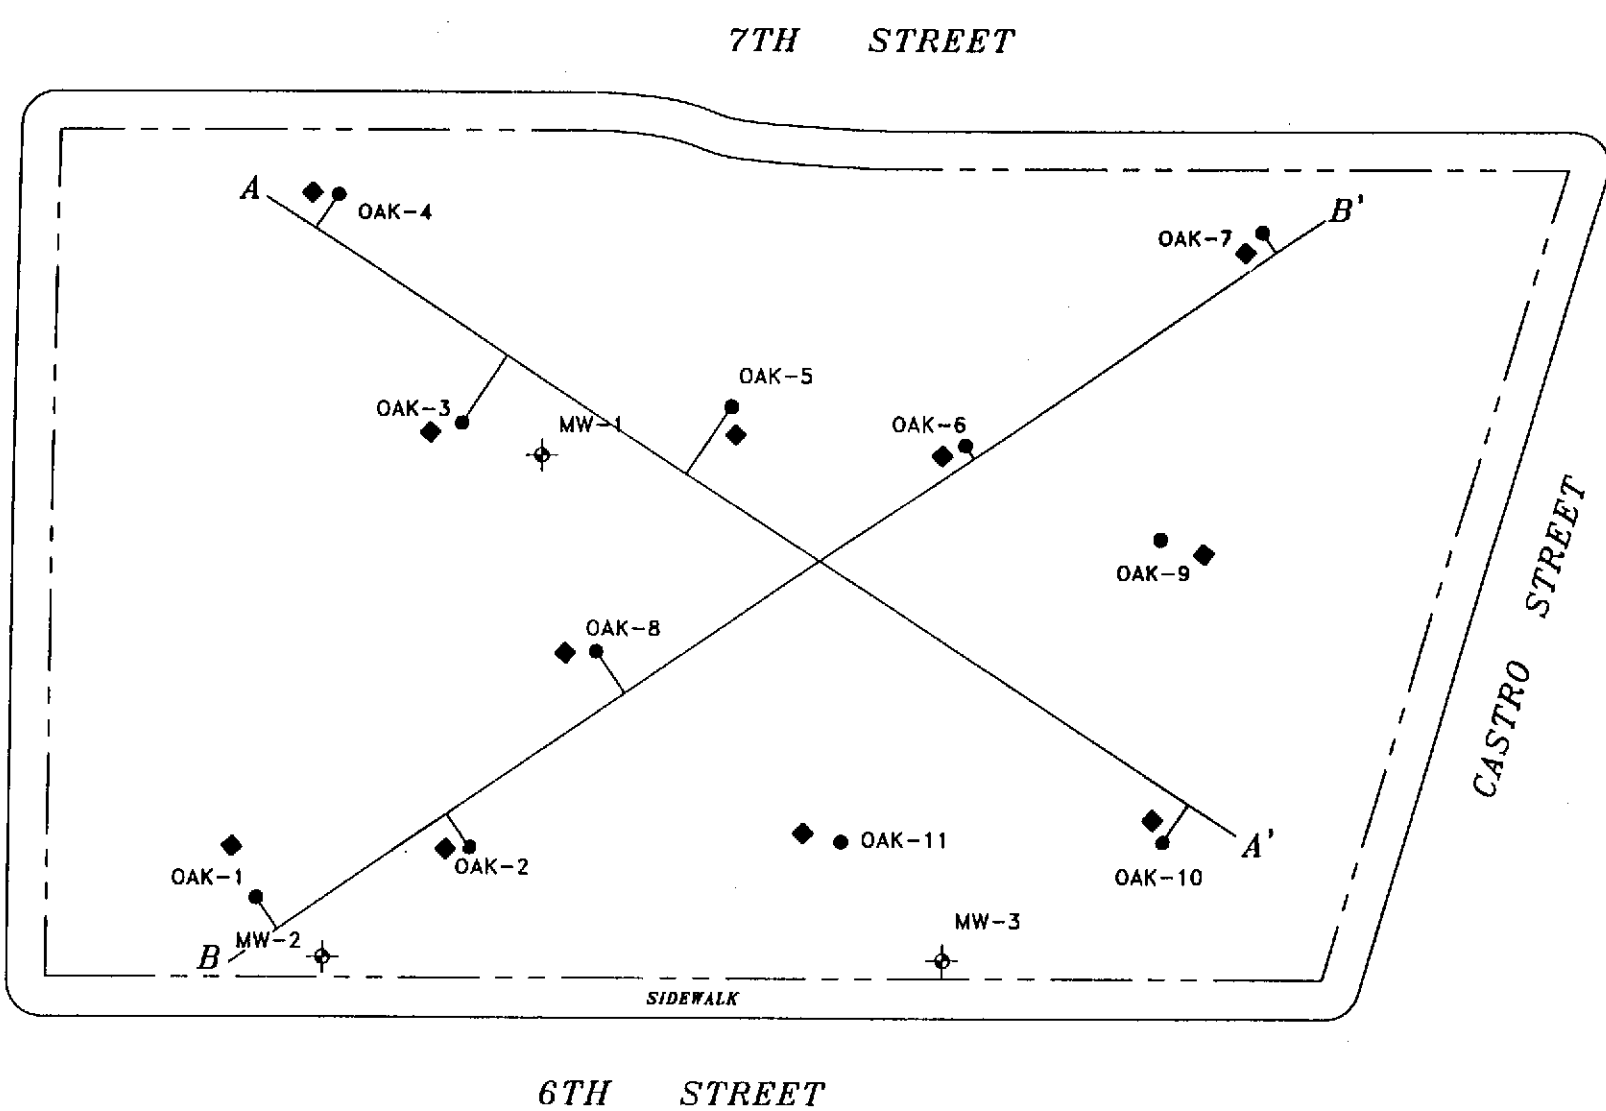 7TH STREET
A
OAK-4
B'
OAK-7
OAK-5
OAK-3
MW-1
OAK-6
OAK-9
CASTRO STREET
OAK-8
OAK-11
A'
OAK-2
OAK-1
OAK-10
MW-3
MW-2
B
SIDEWALK
6TH STREET